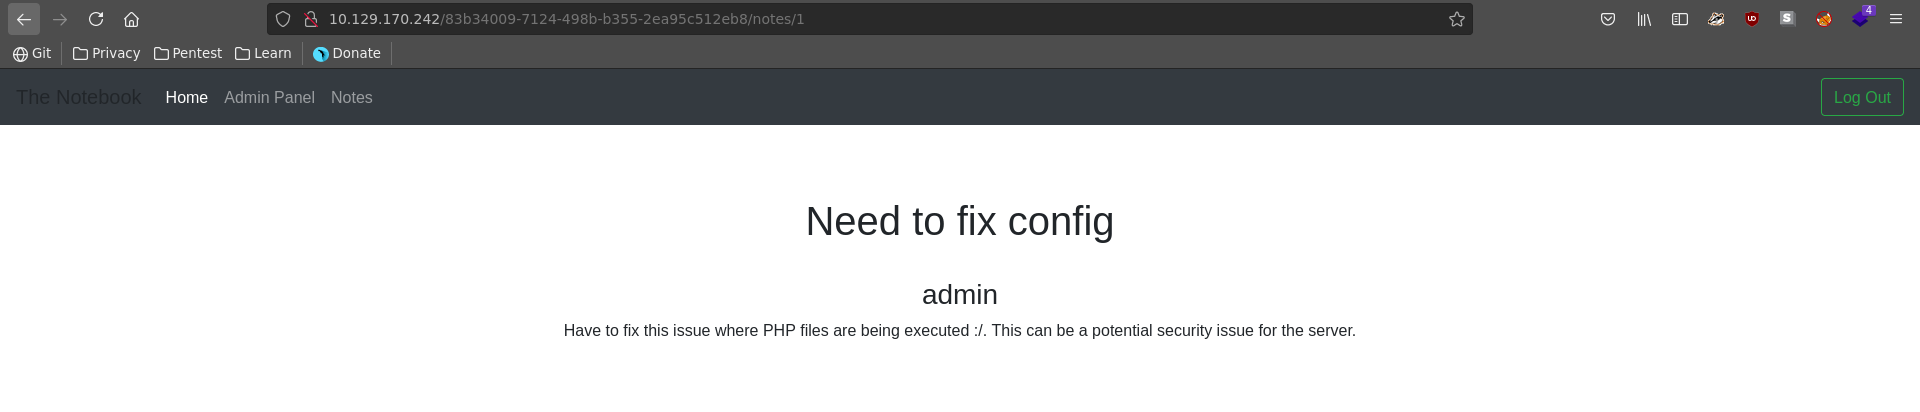 10.129.170.242/83b34009-7124-498b-b355-2ea95c512eb8/notes/1
4
Git Privacy Pentest Learn Donate
The Notebook Home Admin Panel Notes Log Out
Need to fix config
admin
Have to fix this issue where PHP files are being executed :/. This can be a potential security issue for the server.